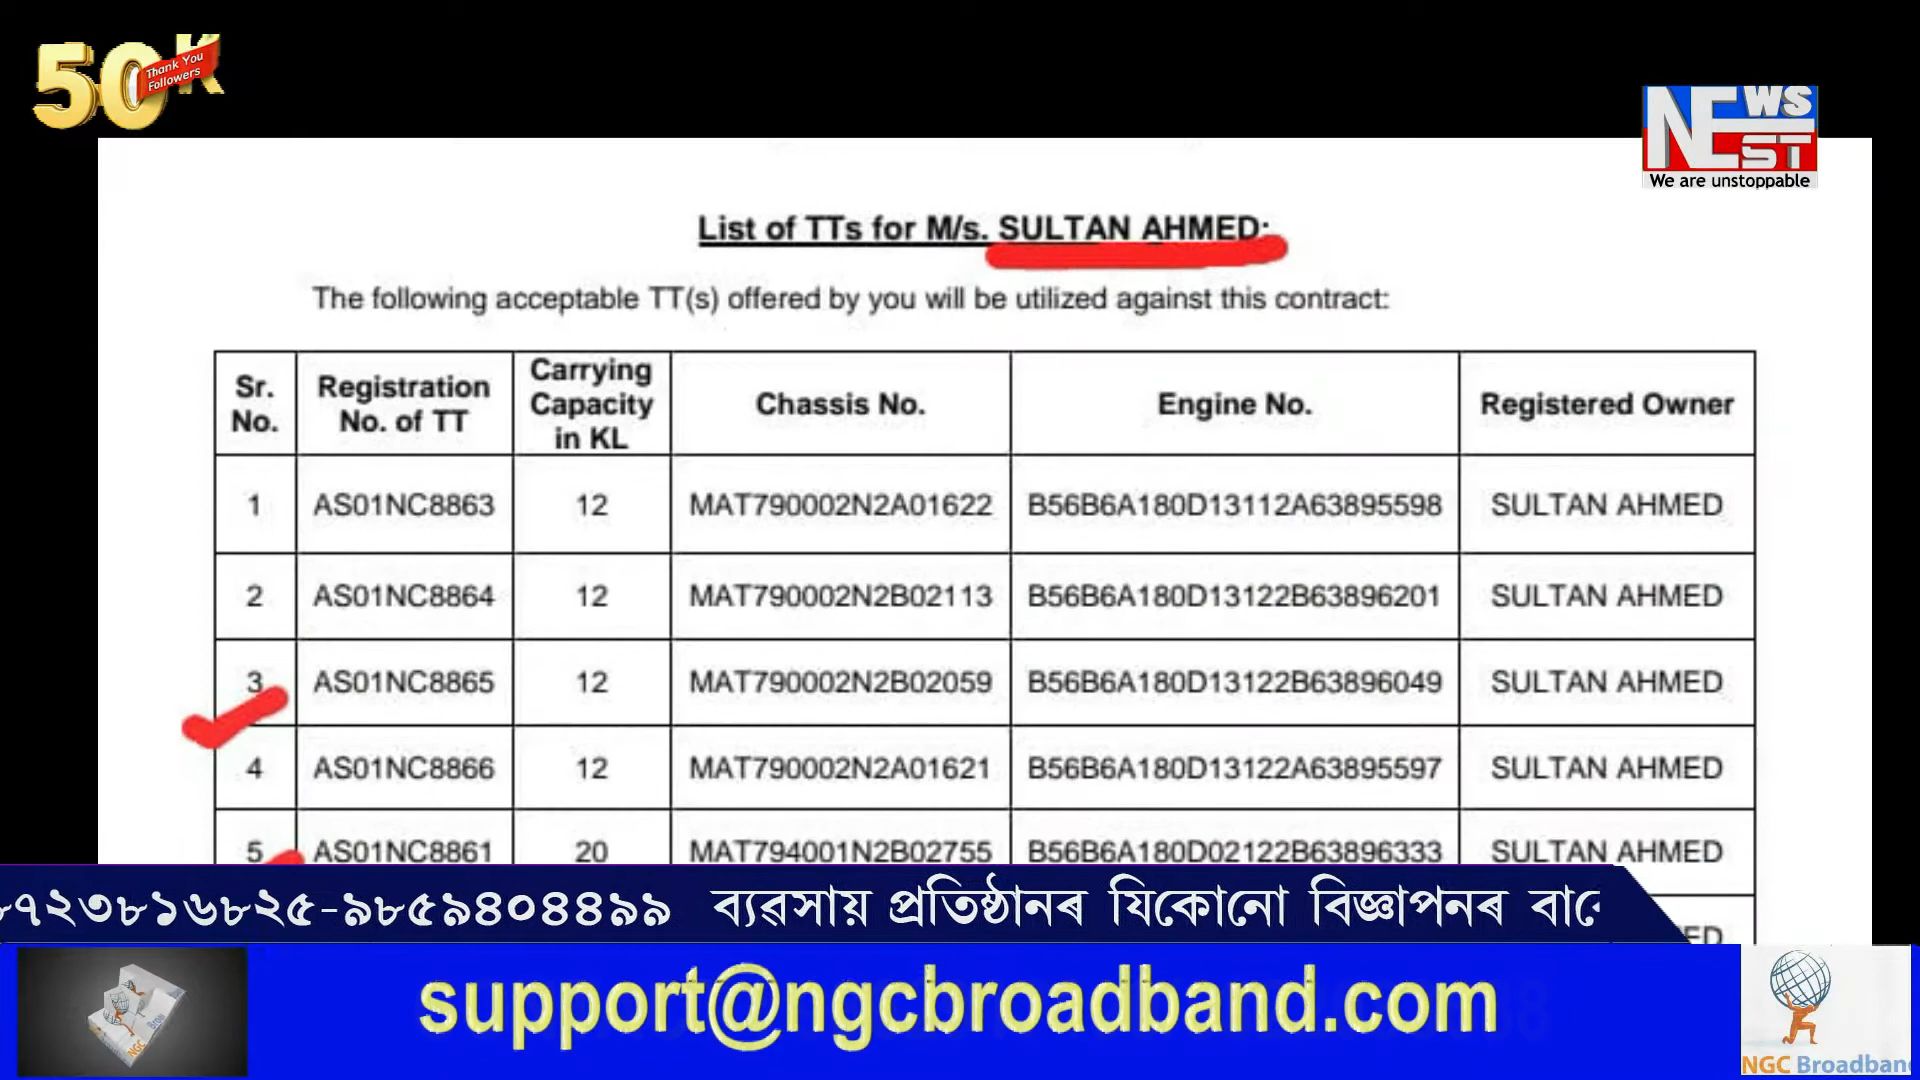 50K
Thank You
Followers
NEWS
EST
We are unstoppable
List of TTs for M/s. SULTAN AHMED:
The following acceptable TT(s) offered by you will be utilized against this contract:
Sr. No. Registration No. of TT Carrying Capacity in KL Chassis No. Engine No. Registered Owner
1 AS01NC8863 12 MAT790002N2A01622 B56B6A180D13112A63895598 SULTAN AHMED
2 AS01NC8864 12 MAT790002N2B02113 B56B6A180D13122B63896201 SULTAN AHMED
3 AS01NC8865 12 MAT790002N2B02059 B56B6A180D13122B63896049 SULTAN AHMED
4 AS01NC8866 12 MAT790002N2A01621 B56B6A180D13122A63895597 SULTAN AHMED
5 AS01NC8861 20 MAT794001N2B02755 B56B6A180D02122B63896333 SULTAN AHMED
৮৭২৩৮১৬৮২৫-৯৮৫৯৪০৪৪৯৯ ব্যৱসায় প্ৰতিষ্ঠানৰ যিকোনো বিজ্ঞাপনৰ
support@ngcbroadband.com
NGC Broadband